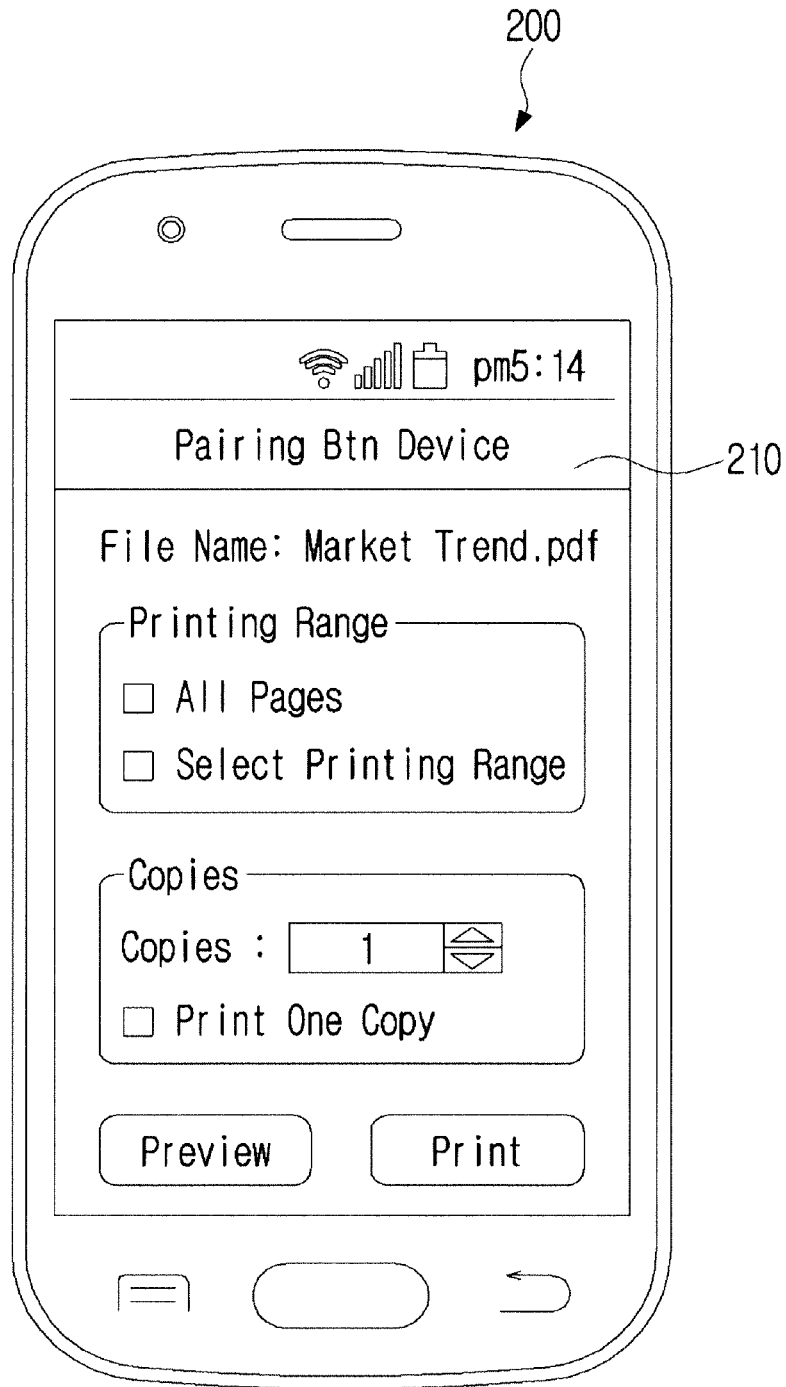 200
pm5:14
Pairing Btn Device
210
File Name: Market Trend.pdf
Printing Range
All Pages
Select Printing Range
Copies
Copies : 1
Print One Copy
Preview Print